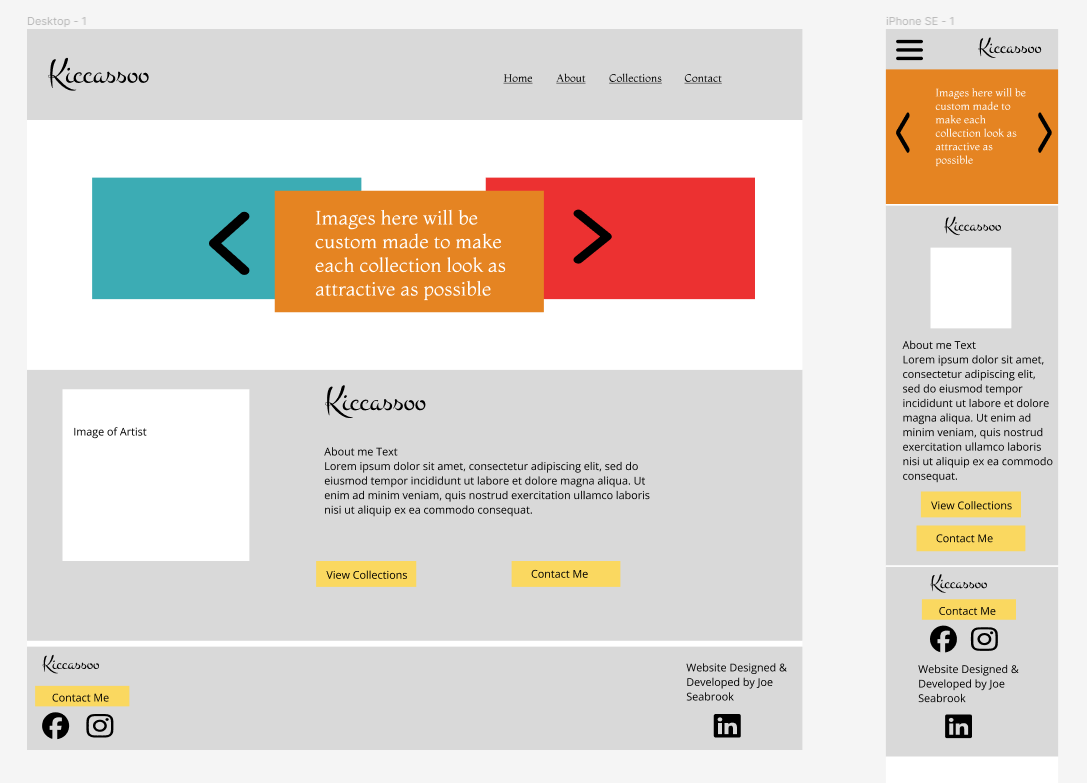 Desktop - 1
Kiccassoo
Home About Collections Contact
Images here will be
custom made to make
each collection look as
attractive as possible
Image of Artist
Kiccassoo
About me Text
Lorem ipsum dolor sit amet, consectetur adipiscing elit, sed do
eiusmod tempor incididunt ut labore et dolore magna aliqua. Ut
enim ad minim veniam, quis nostrud exercitation ullamco laboris
nisi ut aliquip ex ea commodo consequat.
View Collections
Contact Me
Kiccassoo
Contact Me
Website Designed &
Developed by Joe
Seabrook
in
iPhone SE - 1
Kiccassoo
Images here will be
custom made to
make each
collection look as
attractive as
possible
Kiccassoo
About me Text
Lorem ipsum dolor sit amet,
consectetur adipiscing elit,
sed do eiusmod tempor
incididunt ut labore et dolore
magna aliqua. Ut enim ad
minim veniam, quis nostrud
exercitation ullamco laboris
nisi ut aliquip ex ea commodo
consequat.
View Collections
Contact Me
Kiccassoo
Contact Me
Website Designed &
Developed by Joe
Seabrook
in